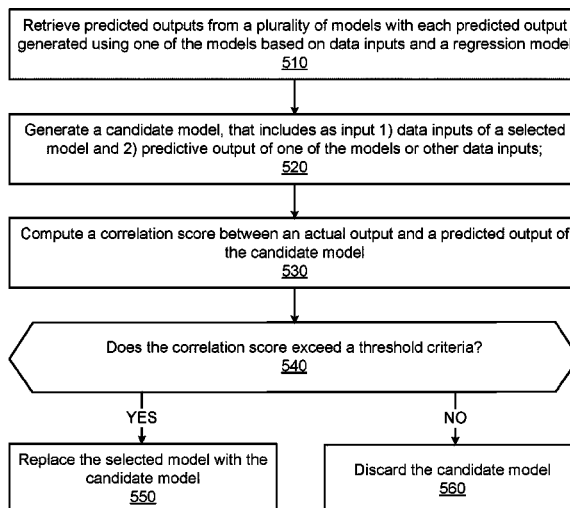 Retrieve predicted outputs from a plurality of models with each predicted output
generated using one of the models based on data inputs and a regression model
510
Generate a candidate model, that includes as input 1) data inputs of a selected
model and 2) predictive output of one of the models or other data inputs;
520
Compute a correlation score between an actual output and a predicted output of
the candidate model
530
Does the correlation score exceed a threshold criteria?
540
YES
NO
Replace the selected model with the
candidate model
550
Discard the candidate model
560